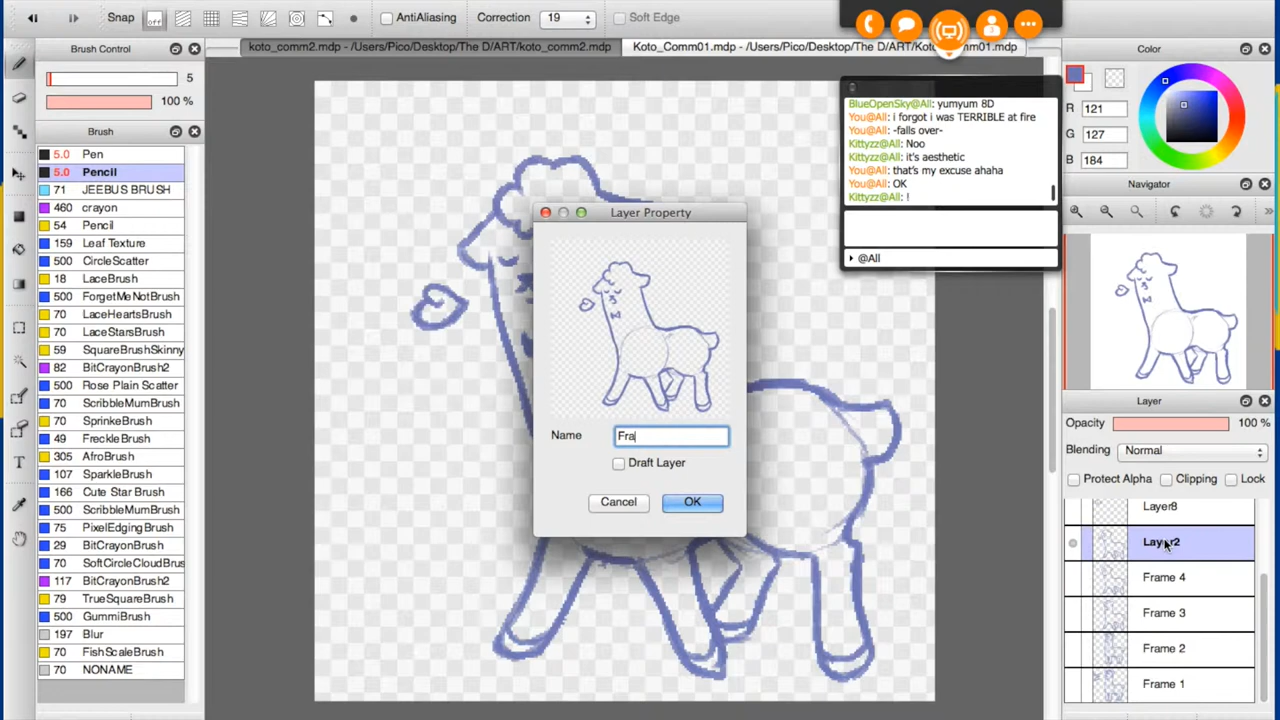 Snap
off
AntiAliasing
Correction
19
Soft Edge
koto_comm2.mdp - /Users/Pico/Desktop/The D/ART/koto_comm2.mdp
Koto_Comm01.mdp - /Users/Pico/Desktop/The D/ART/Koto_Comm01.mdp
Brush Control
5
100 %
Brush
5.0 Pen
5.0 Pencil
71 JEEBUS BRUSH
460 crayon
54 Pencil
159 Leaf Texture
500 CircleScatter
18 LaceBrush
500 ForgetMeNotBrush
70 LaceHeartsBrush
70 LaceStarsBrush
59 SquareBrushSkinny
82 BitCrayonBrush2
500 Rose Plain Scatter
70 ScribbleMumBrush
70 SprinkeBrush
49 FreckleBrush
305 AfroBrush
107 SparkleBrush
166 Cute Star Brush
500 SponsorBrush
75 PixelEdgingBrush
29 BitCrayonBrush
70 SoftCircleCloudBrus
117 BitCrayonBrush2
79 TrueSquareBrush
500 GummiBrush
197 Blur
70 FishScaleBrush
70 NONAME
Layer Property
Name
Fra
Draft Layer
Cancel
OK
BlueOpenSky@All: yumyum 8D
You@All: i forgot i was TERRIBLE at fire
You@All: -falls over-
Kittyzz@All: Noo
Kittyzz@All: it's aesthetic
You@All: that's my excuse ahaha
You@All: OK
Kittyzz@All: !
@All
Color
R 121
G 127
B 184
Navigator
Layer
Opacity 100 %
Blending Normal
Protect Alpha
Clipping
Lock
Layer8
Layer2
Frame 4
Frame 3
Frame 2
Frame 1